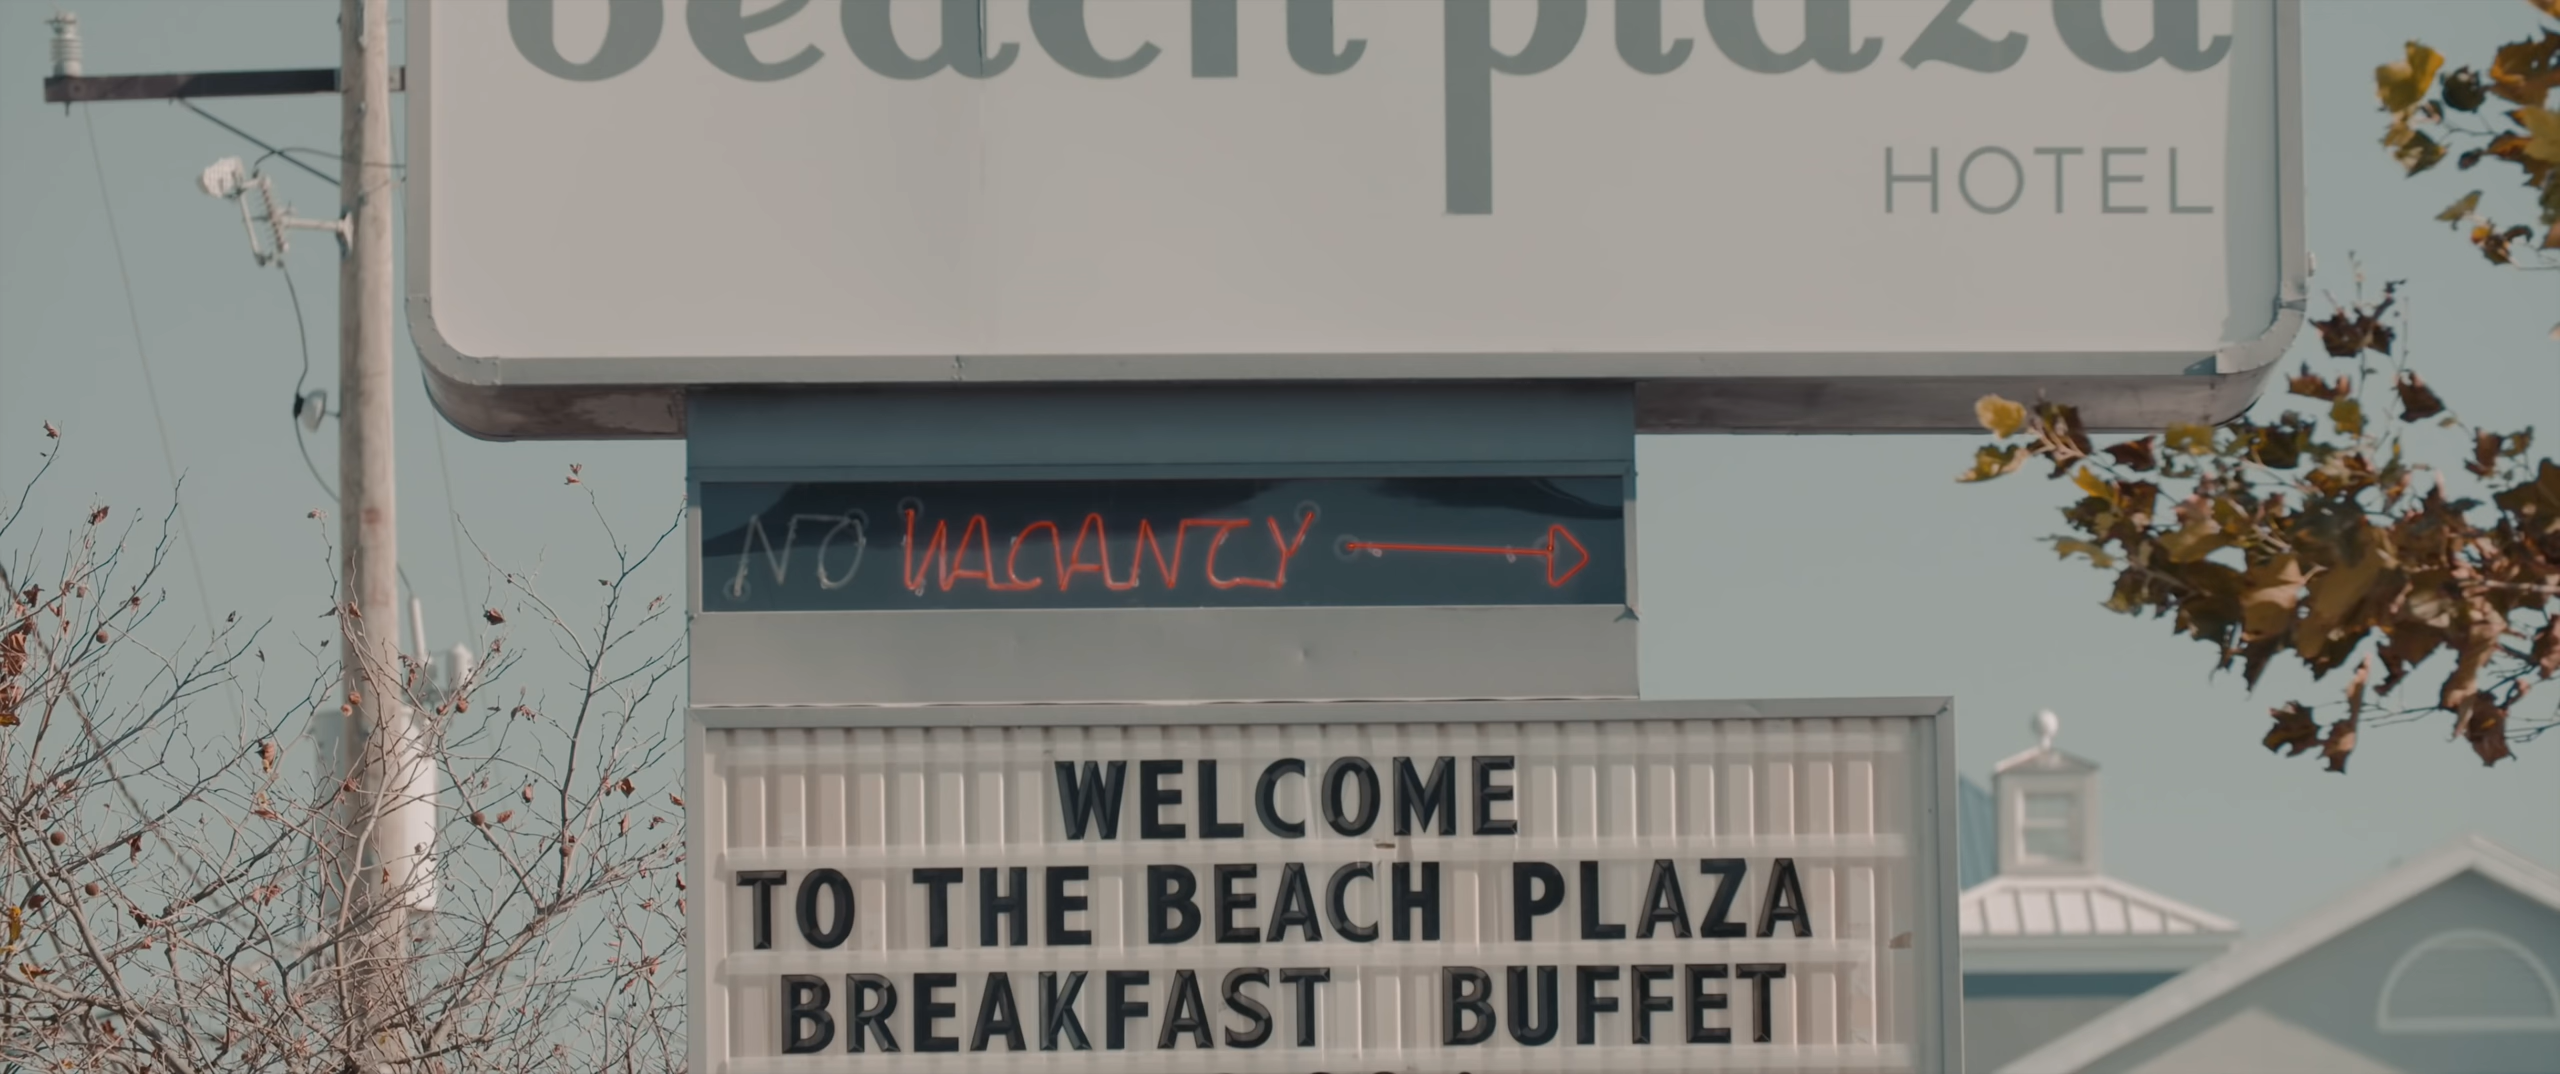 beach plaza
HOTEL
NO VACANCY
WELCOME
TO THE BEACH PLAZA
BREAKFAST BUFFET